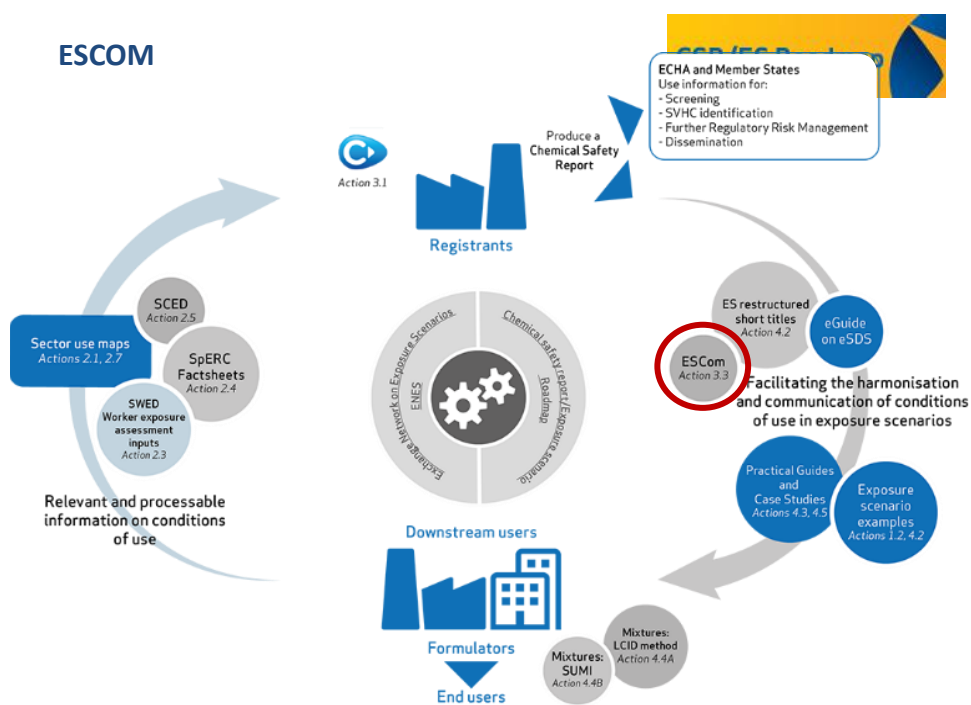 ESCOM
CSR/ES Roadmap
ECHA and Member States
Use information for:
- Screening
- SVHC identification
- Further Regulatory Risk Management
- Dissemination
Produce a
Chemical Safety
Report
Action 3.1
Registrants
SCED
Action 2.5
Sector use maps
Actions 2.1, 2.7
SpERC
Factsheets
Action 2.4
SWED
Worker exposure
assessment
inputs
Action 2.3
Relevant and processable
information on conditions
of use
Exchange Network on Exposure Scenarios
ENES
Chemical safety report/Exposure scenario
Roadmap
ES restructured
short titles
Action 4.2
eGuide
on eSDS
ESCom
Action 3.3
Facilitating the harmonisation
and communication of conditions
of use in exposure scenarios
Practical Guides
and
Case Studies
Actions 4.3, 4.5
Exposure
scenario
examples
Actions 1.2, 4.2
Downstream users
Formulators
End users
Mixtures:
LCID method
Action 4.4A
Mixtures:
SUMI
Action 4.4B